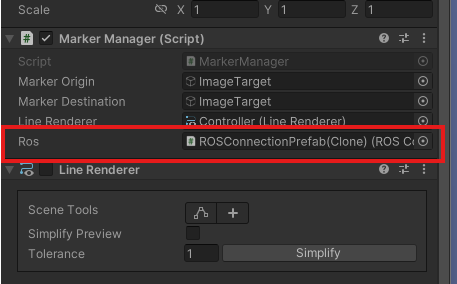 Scale X 1 Y 1 Z 1
# Marker Manager (Script)
Script # MarkerManager
Marker Origin ImageTarget
Marker Destination ImageTarget
Line Renderer Controller (Line Renderer)
Ros # ROSConnectionPrefab(Clone) (ROS Co
Line Renderer
Scene Tools
Simplify Preview
Tolerance 1 Simplify